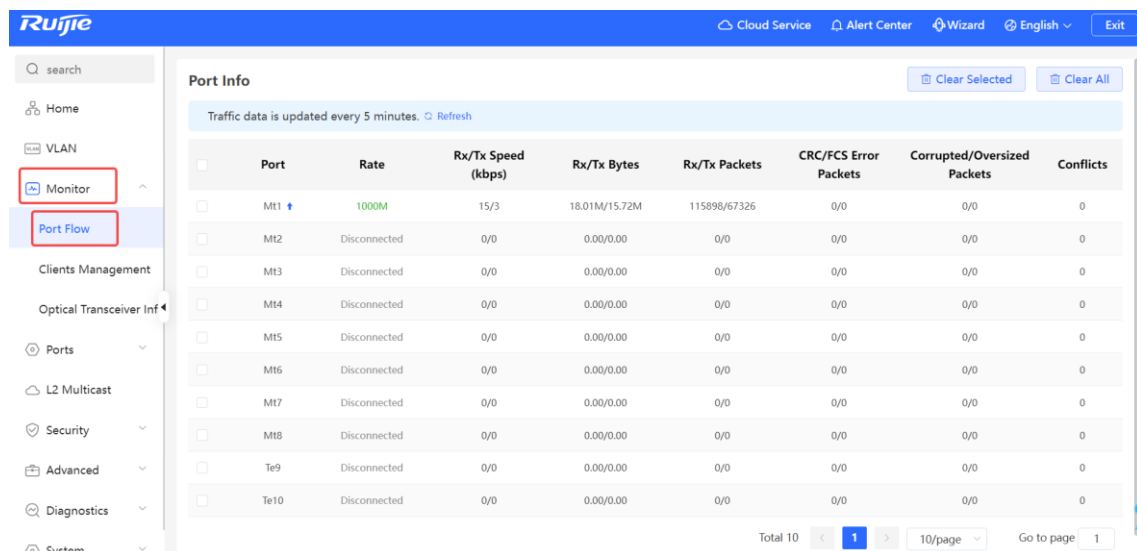 Ruijie
Cloud Service Alert Center Wizard English Exit
search
Home
VLAN
VLAN
Monitor
Port Flow
Clients Management
Optical Transceiver Inf
Ports
L2 Multicast
Security
Advanced
Diagnostics
System
Port Info
Clear Selected Clear All
Traffic data is updated every 5 minutes. Refresh
Port Rate Rx/Tx Speed (kbps) Rx/Tx Bytes Rx/Tx Packets CRC/FCS Error Packets Corrupted/Oversized Packets Conflicts
Mt1 1000M 15/3 18.01M/15.72M 115898/67326 0/0 0/0 0
Mt2 Disconnected 0/0 0.00/0.00 0/0 0/0 0/0 0
Mt3 Disconnected 0/0 0.00/0.00 0/0 0/0 0/0 0
Mt4 Disconnected 0/0 0.00/0.00 0/0 0/0 0/0 0
Mt5 Disconnected 0/0 0.00/0.00 0/0 0/0 0/0 0
Mt6 Disconnected 0/0 0.00/0.00 0/0 0/0 0/0 0
Mt7 Disconnected 0/0 0.00/0.00 0/0 0/0 0/0 0
Mt8 Disconnected 0/0 0.00/0.00 0/0 0/0 0/0 0
Te9 Disconnected 0/0 0.00/0.00 0/0 0/0 0/0 0
Te10 Disconnected 0/0 0.00/0.00 0/0 0/0 0/0 0
Total 10 < 1 > 10/page Go to page 1